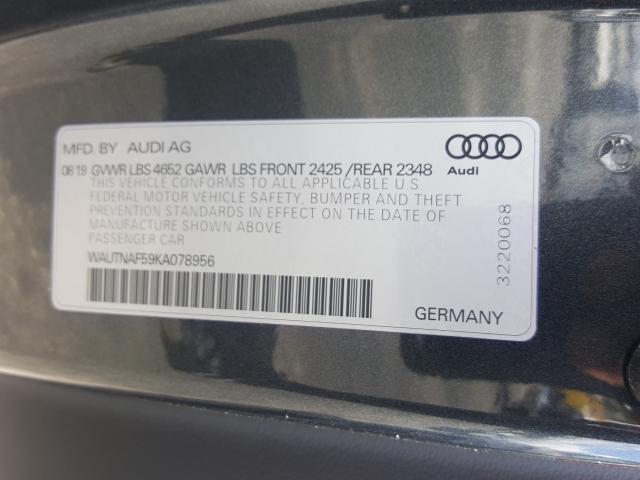 MFD. BY AUDI AG
Audi
08 19 GVWR LBS 4652 GAWR LBS FRONT 2425 /REAR 2348
THIS VEHICLE CONFORMS TO ALL APPLICABLE U.S
FEDERAL MOTOR VEHICLE SAFETY, BUMPER AND THEFT
PREVENTION STANDARDS IN EFFECT ON THE DATE OF
MANUFACTURE SHOWN ABOVE
PASSENGER CAR
WAUTNAF59KA078956
3220068
GERMANY